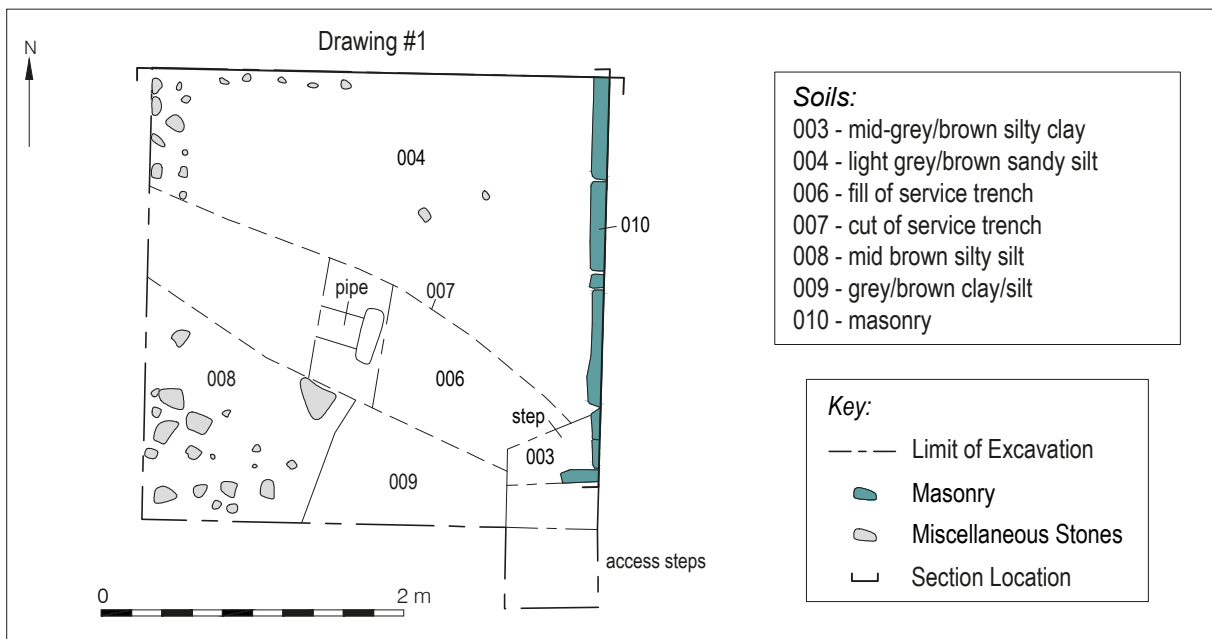 Drawing #1
N
004
010
pipe
007
008
006
step
003
009
access steps
0
2 m
Soils:
003 - mid-grey/brown silty clay
004 - light grey/brown sandy silt
006 - fill of service trench
007 - cut of service trench
008 - mid brown silty silt
009 - grey/brown clay/silt
010 - masonry
Key:
Limit of Excavation
Masonry
Miscellaneous Stones
Section Location